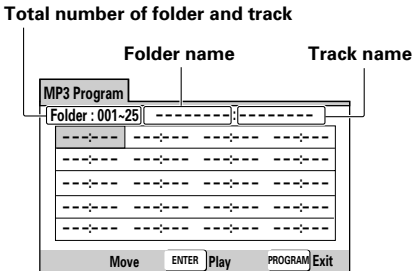 Total number of folder and track
Folder name Track name
MP3 Program
Folder : 001~25 --------:--------
---:--- ---:--- ---:--- ---:---
---:--- ---:--- ---:--- ---:---
---:--- ---:--- ---:--- ---:---
---:--- ---:--- ---:--- ---:---
---:--- ---:--- ---:--- ---:---
Move ENTER Play PROGRAM Exit